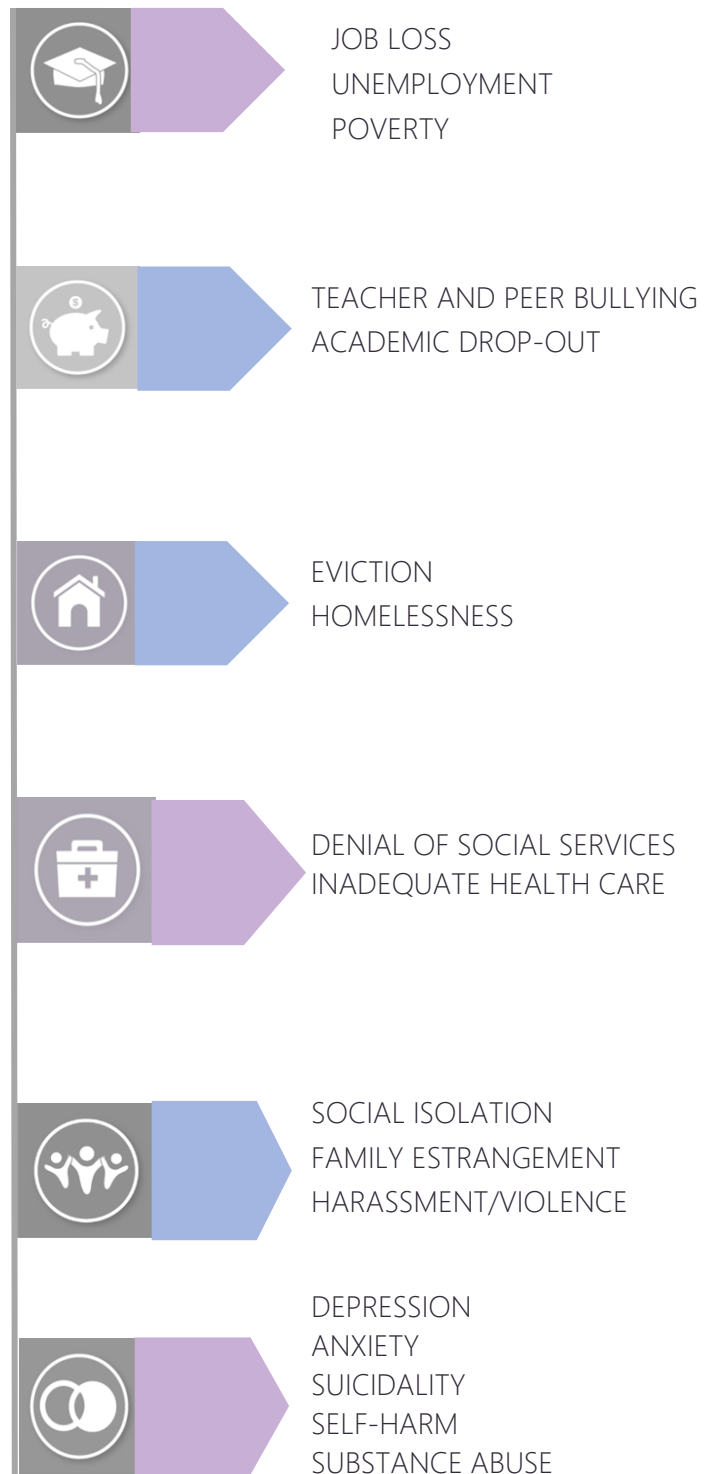 JOB LOSS
UNEMPLOYMENT
POVERTY
$
TEACHER AND PEER BULLYING
ACADEMIC DROP-OUT
EVICTION
HOMELESSNESS
DENIAL OF SOCIAL SERVICES
INADEQUATE HEALTH CARE
SOCIAL ISOLATION
FAMILY ESTRANGEMENT
HARASSMENT/VIOLENCE
DEPRESSION
ANXIETY
SUICIDALITY
SELF-HARM
SUBSTANCE ABUSE